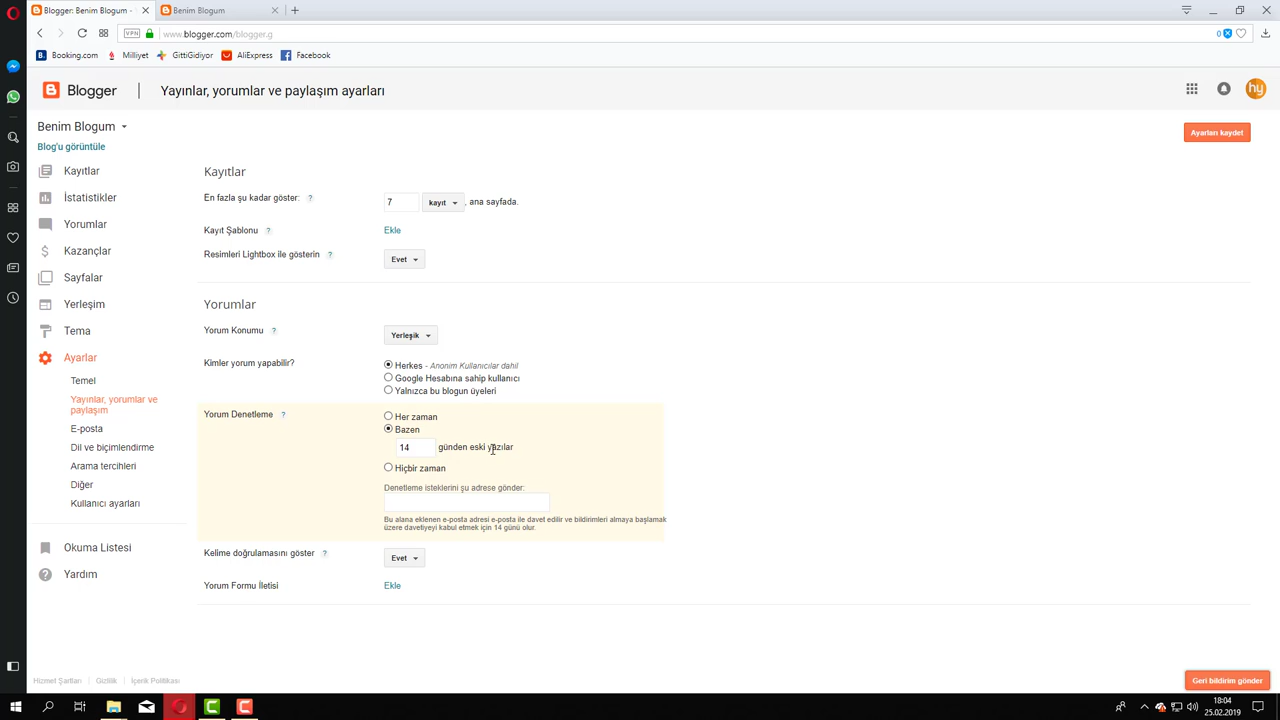 Blogger: Benim Blogum -
Benim Blogum
VPN
www.blogger.com/blogger.g
0
Booking.com
Milliyet
GittiGidiyor
AliExpress
Facebook
Blogger
Yayınlar, yorumlar ve paylaşım ayarları
hy
Benim Blogum
Blog'u görüntüle
Ayarları kaydet
Kayıtlar
İstatistikler
Yorumlar
Kazançlar
Sayfalar
Yerleşim
Tema
Ayarlar
Temel
Yayınlar, yorumlar ve
paylaşım
E-posta
Dil ve biçimlendirme
Arama tercihleri
Diğer
Kullanıcı ayarları
Okuma Listesi
Yardım
Kayıtlar
En fazla şu kadar göster: ? 7 kayıt , ana sayfada.
Kayıt Şablonu ? Ekle
Resimleri Lightbox ile gösterin ? Evet
Yorumlar
Yorum Konumu ? Yerleşik
Kimler yorum yapabilir? Herkes - Anonim Kullanıcılar dahil
Google Hesabına sahip kullanıcı
Yalnızca bu blogun üyeleri
Yorum Denetleme ? Her zaman
Bazen
14 günden eski yazılar
Hiçbir zaman
Denetleme isteklerini şu adrese gönder:
Bu alana eklenen e-posta adresi e-posta ile davet edilir ve bildirimleri almaya başlamak
üzere davetiyeyi kabul etmek için 14 günü olur.
Kelime doğrulamasını göster ? Evet
Yorum Formu İletisi Ekle
Hizmet Şartları Gizlilik İçerik Politikası
Geri bildirim gönder
18:04
25.02.2019